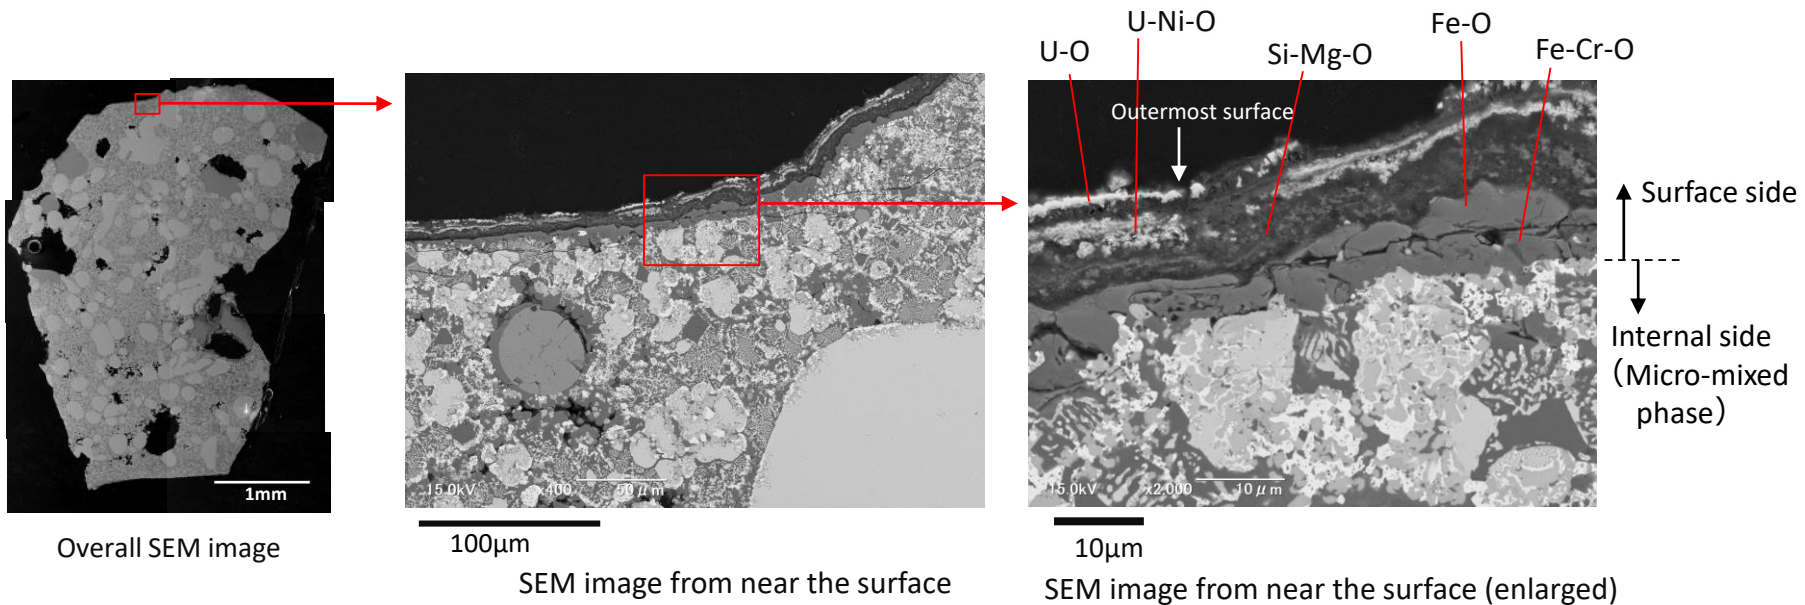 U-O
U-Ni-O
Si-Mg-O
Fe-O
Fe-Cr-O
Outermost surface
Surface side
Internal side
（Micro-mixed
phase）
1mm
15.0kV x400 50μm
15.0kV x2,000 10μm
100μm
10μm
Overall SEM image
SEM image from near the surface
SEM image from near the surface (enlarged)